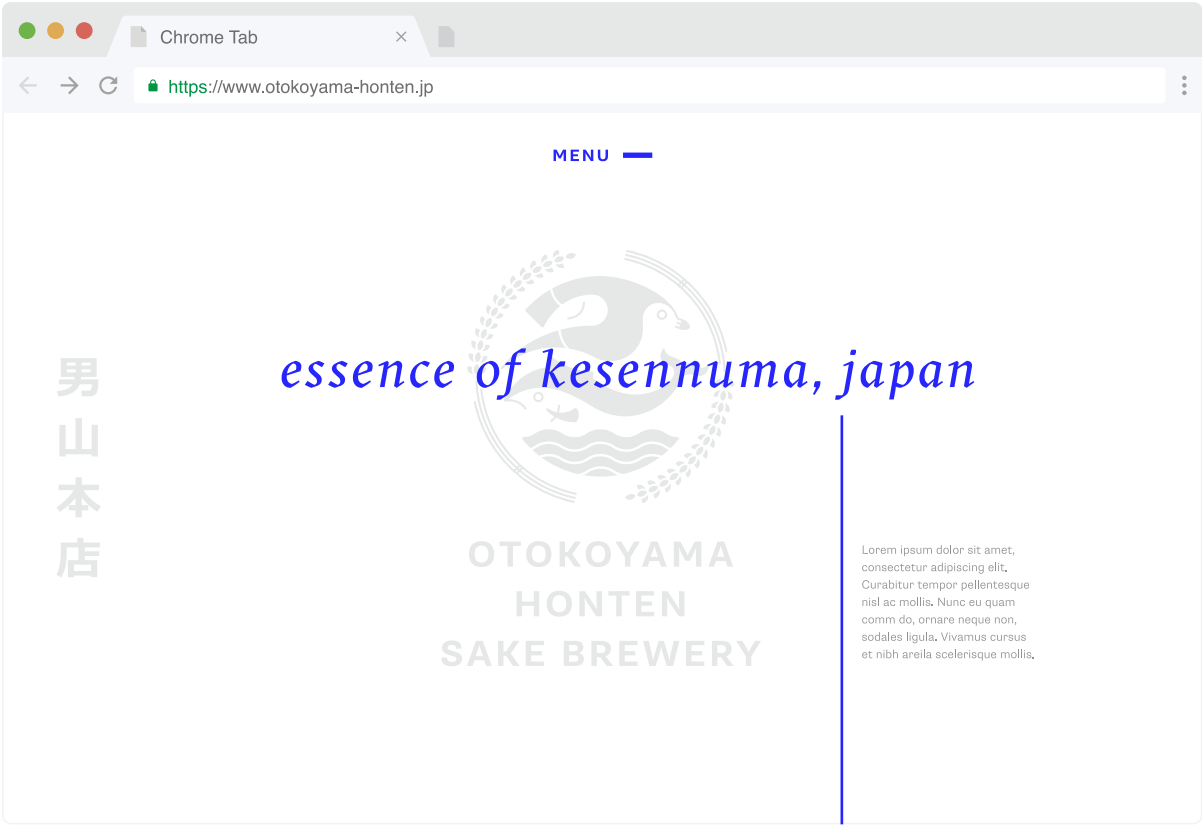 Chrome Tab
https://www.otokoyama-honten.jp
MENU
essence of kesennuma, japan
男山本店
OTOKOYAMA
HONTEN
SAKE BREWERY
Lorem ipsum dolor sit amet,
consectetur adipiscing elit.
Curabitur tempor pellentesque
nisl ac mollis. Nunc eu quam
comm do, ornare neque non,
sodales ligula. Vivamus cursus
et nibh areila scelerisque mollis.